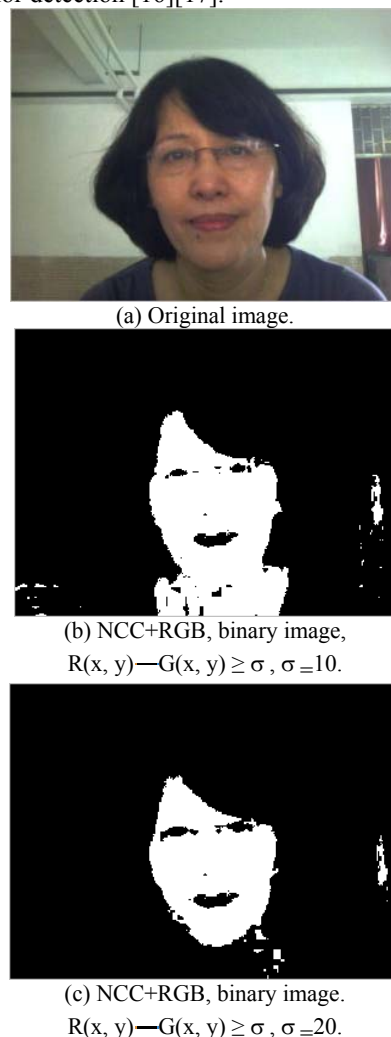 or detection [16][17].
(a) Original image.
(b) NCC+RGB, binary image,
R(x, y)—G(x, y) ≥ σ , σ =10.
(c) NCC+RGB, binary image.
R(x, y)—G(x, y) ≥ σ , σ =20.